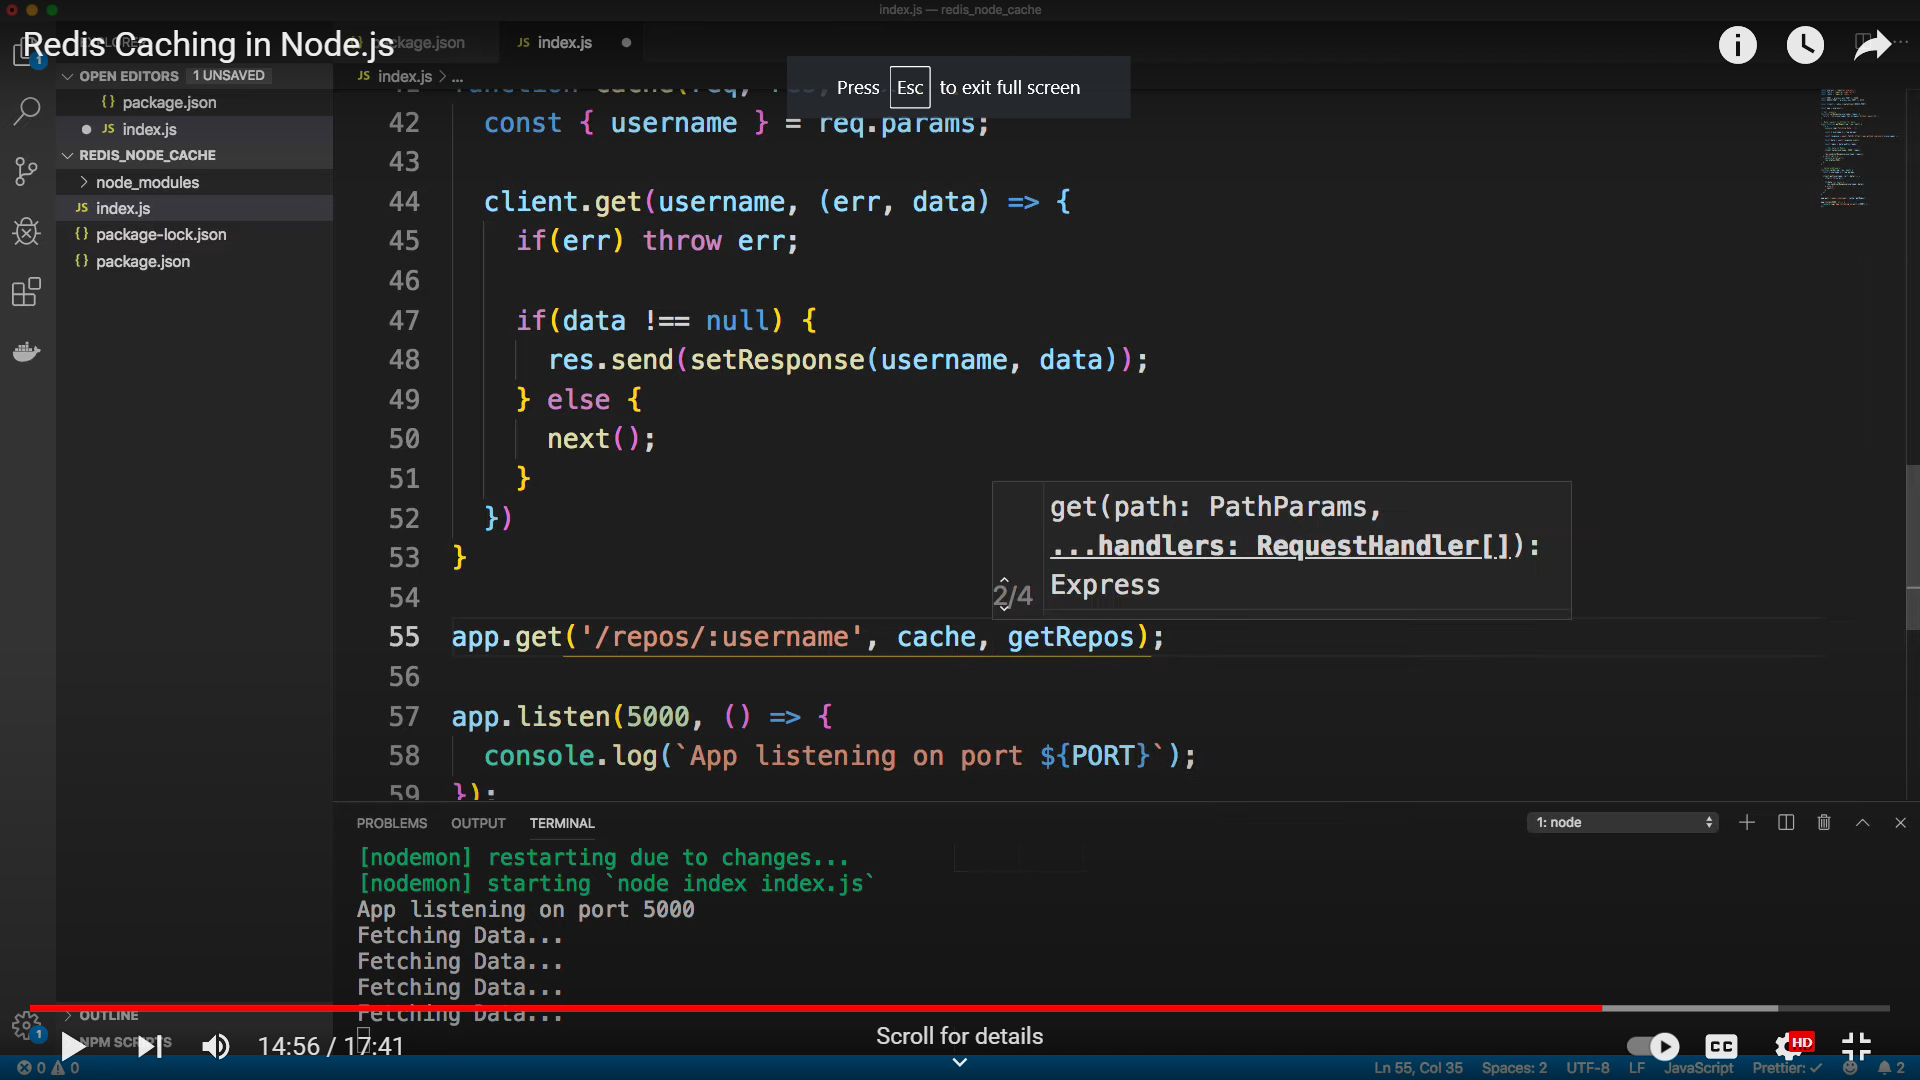 index.js — redis_node_cache
Redis Caching in Node.js
package.json
JS index.js
OPEN EDITORS 1 UNSAVED
JS index.js > ...
Press Esc to exit full screen
{} package.json
JS index.js
REDIS_NODE_CACHE
node_modules
JS index.js
{} package-lock.json
{} package.json
42 const { username } = req.params;
43
44 client.get(username, (err, data) => {
45 if(err) throw err;
46
47 if(data !== null) {
48 res.send(setResponse(username, data));
49 } else {
50 next();
51 }
52 })
53 }
54
get(path: PathParams,
...handlers: RequestHandler[]):
Express
2/4
55 app.get('/repos/:username', cache, getRepos);
56
57 app.listen(5000, () => {
58 console.log(`App listening on port ${PORT}`);
59 });
PROBLEMS OUTPUT TERMINAL
1: node
[nodemon] restarting due to changes...
[nodemon] starting `node index index.js`
App listening on port 5000
Fetching Data...
Fetching Data...
Fetching Data...
Fetching Data...
OUTLINE
NPM SCRIPTS
14:56 / 17:41
Scroll for details
CC
HD
0 0
Ln 55, Col 35 Spaces: 2 UTF-8 LF JavaScript Prettier: ✓ 2